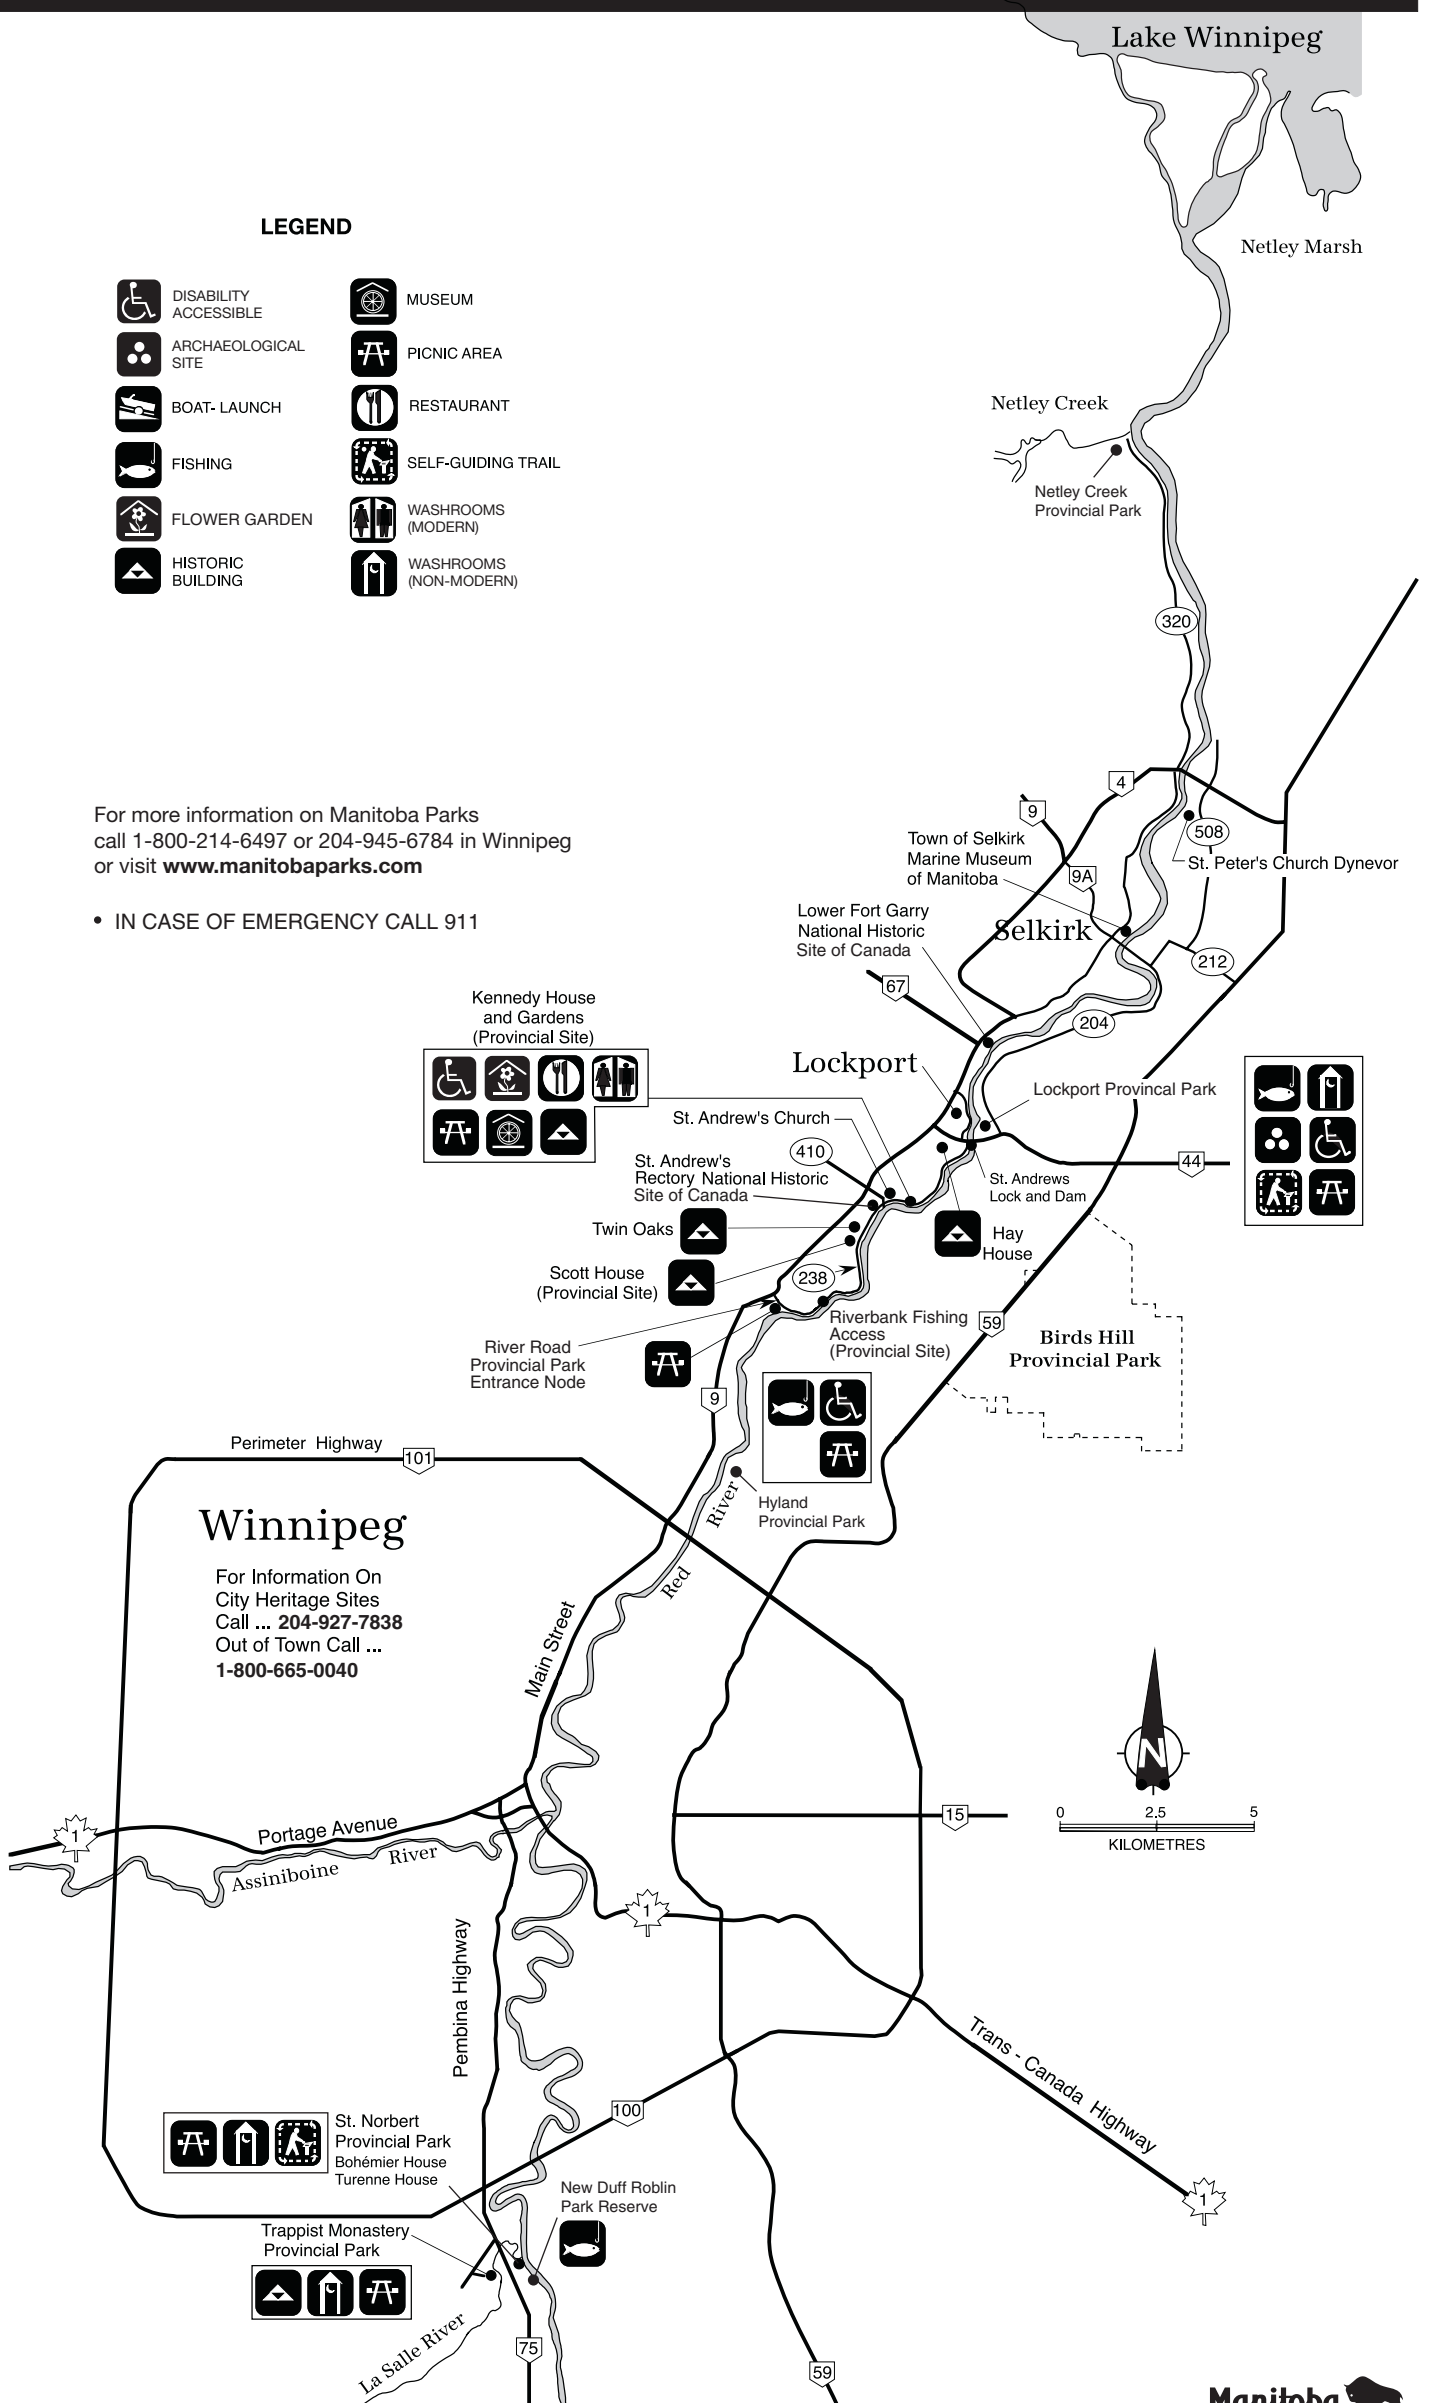 Lake Winnipeg
Netley Marsh
LEGEND
DISABILITY
ACCESSIBLE
ARCHAEOLOGICAL
SITE
BOAT- LAUNCH
FISHING
FLOWER GARDEN
HISTORIC
BUILDING
MUSEUM
PICNIC AREA
RESTAURANT
SELF-GUIDING TRAIL
WASHROOMS
(MODERN)
WASHROOMS
(NON-MODERN)
Netley Creek
Netley Creek
Provincial Park
320
For more information on Manitoba Parks
call 1-800-214-6497 or 204-945-6784 in Winnipeg
or visit www.manitobaparks.com
• IN CASE OF EMERGENCY CALL 911
4
9
508
Town of Selkirk
Marine Museum
of Manitoba
9A
St. Peter's Church Dynevor
Lower Fort Garry
National Historic
Site of Canada
Selkirk
212
67
204
Kennedy House
and Gardens
(Provincial Site)
Lockport
Lockport Provincal Park
St. Andrew's Church
410
44
St. Andrew's
Rectory National Historic
Site of Canada
St. Andrews
Lock and Dam
Twin Oaks
Hay
House
Scott House
(Provincial Site)
238
Riverbank Fishing
Access
(Provincial Site)
59
Birds Hill
Provincial Park
River Road
Provincial Park
Entrance Node
9
Perimeter Highway
101
Winnipeg
For Information On
City Heritage Sites
Call ... 204-927-7838
Out of Town Call ...
1-800-665-0040
Hyland
Provincial Park
Red River
Main Street
N
0 2.5 5
KILOMETRES
15
1
Portage Avenue
Assiniboine River
1
Pembina Highway
Trans - Canada Highway
1
100
St. Norbert
Provincial Park
Bohémier House
Turenne House
New Duff Roblin
Park Reserve
Trappist Monastery
Provincial Park
La Salle River
75
59
Manitoba